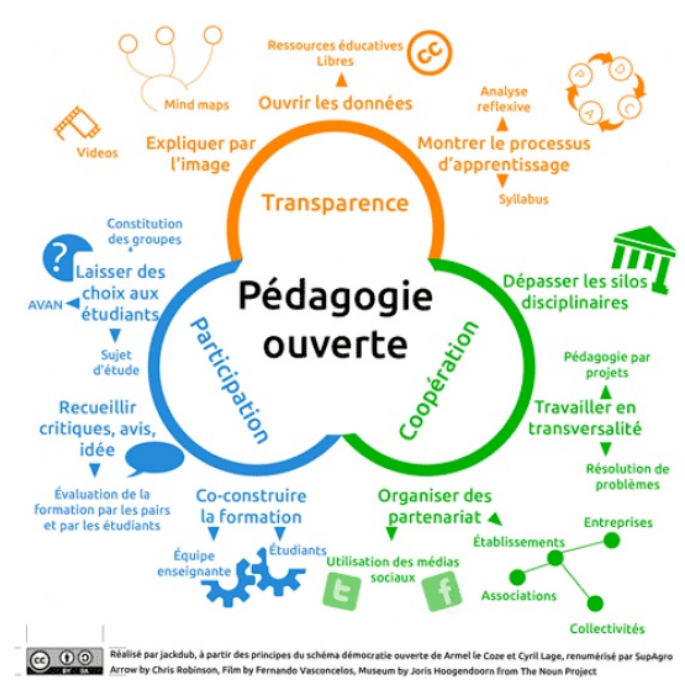 Ressources éducatives
Libres
Mind maps
Ouvrir les données
Analyse
reflexive
P
D
C
A
Videos
Expliquer par
l'image
Montrer le processus
d'apprentissage
Syllabus
Transparence
Constitution
des groupes
?
Laisser des
choix aux
étudiants
AVAN
Sujet
d'étude
Pédagogie
ouverte
Participation
Coopération
Dépasser les silos
disciplinaires
Pédagogie par
projets
Travailler en
transversalité
Résolution de
problèmes
Recueillir
critiques, avis,
idée
Évaluation de la
formation par les pairs
et par les étudiants
Co-construire
la formation
Équipe
enseignante
Étudiants
Organiser des
partenariat
Utilisation des médias
sociaux
t
f
Établissements
Entreprises
Associations
Collectivités
cc
cc
BY SA
Réalisé par jackdub, à partir des principes du schéma démocratie ouverte de Armel le Coze et Cyril Lage, renumérisé par SupAgro
Arrow by Chris Robinson, Film by Fernando Vasconcelos, Museum by Joris Hoogendoorn from The Noun Project